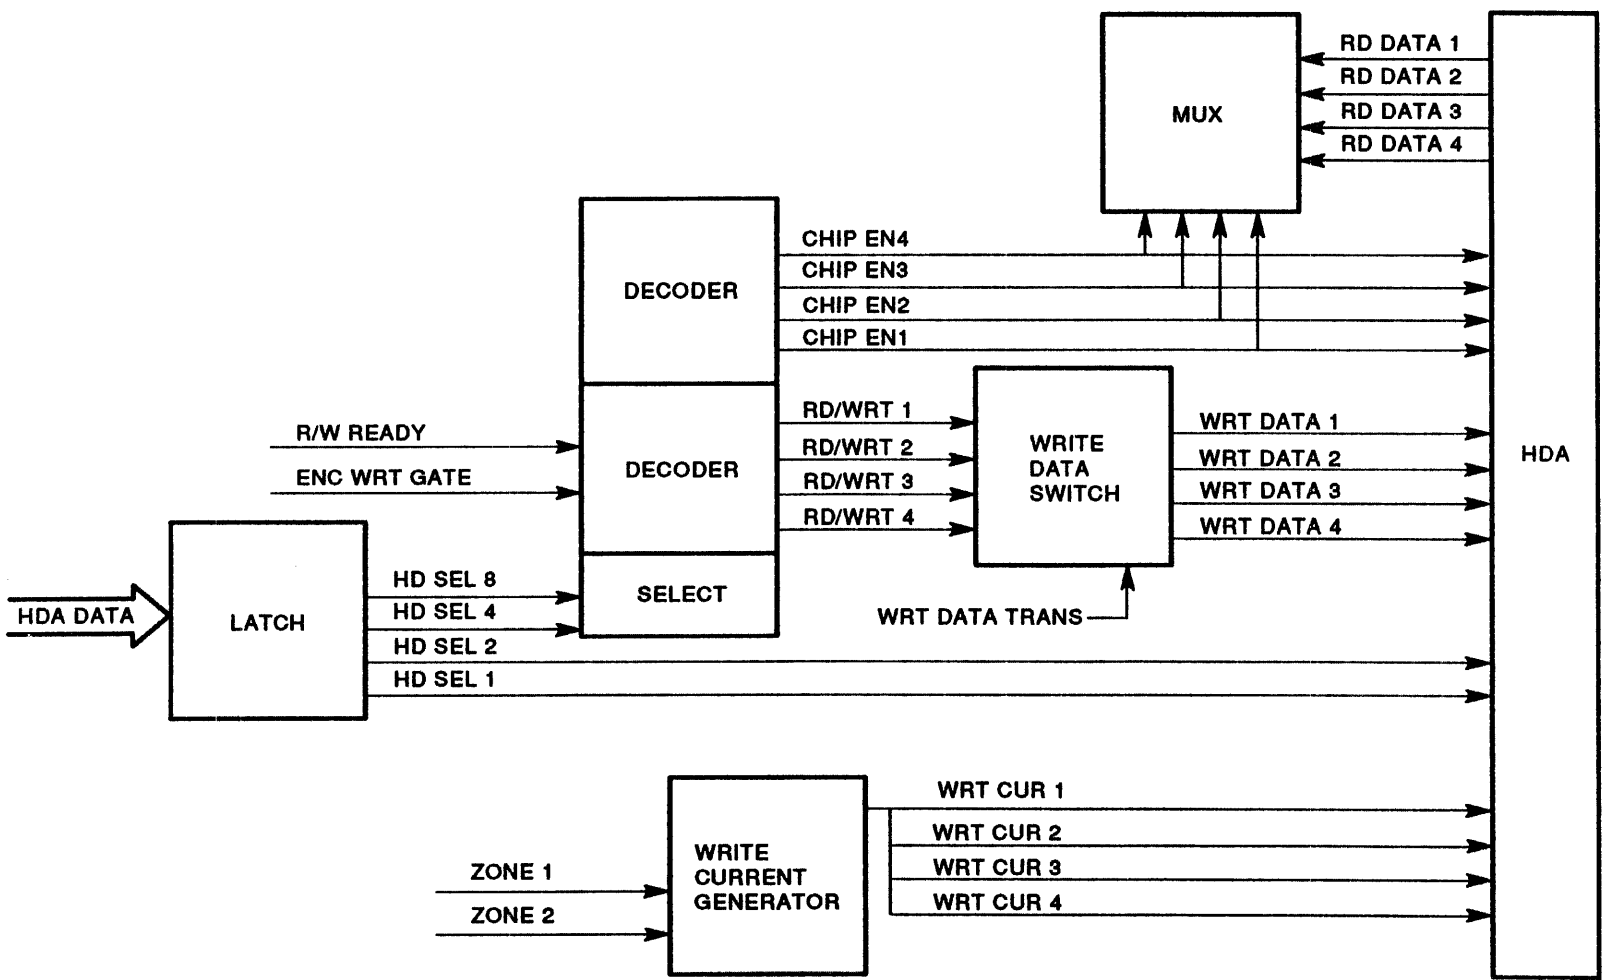 RD DATA 1
RD DATA 2
MUX
RD DATA 3
RD DATA 4
CHIP EN4
CHIP EN3
DECODER
CHIP EN2
CHIP EN1
RD/WRT 1
R/W READY
RD/WRT 2
ENC WRT GATE
DECODER
RD/WRT 3
RD/WRT 4
WRITE
DATA
SWITCH
WRT DATA 1
WRT DATA 2
WRT DATA 3
WRT DATA 4
HDA
HDA DATA
LATCH
HD SEL 8
HD SEL 4
HD SEL 2
HD SEL 1
SELECT
WRT DATA TRANS
ZONE 1
ZONE 2
WRITE
CURRENT
GENERATOR
WRT CUR 1
WRT CUR 2
WRT CUR 3
WRT CUR 4